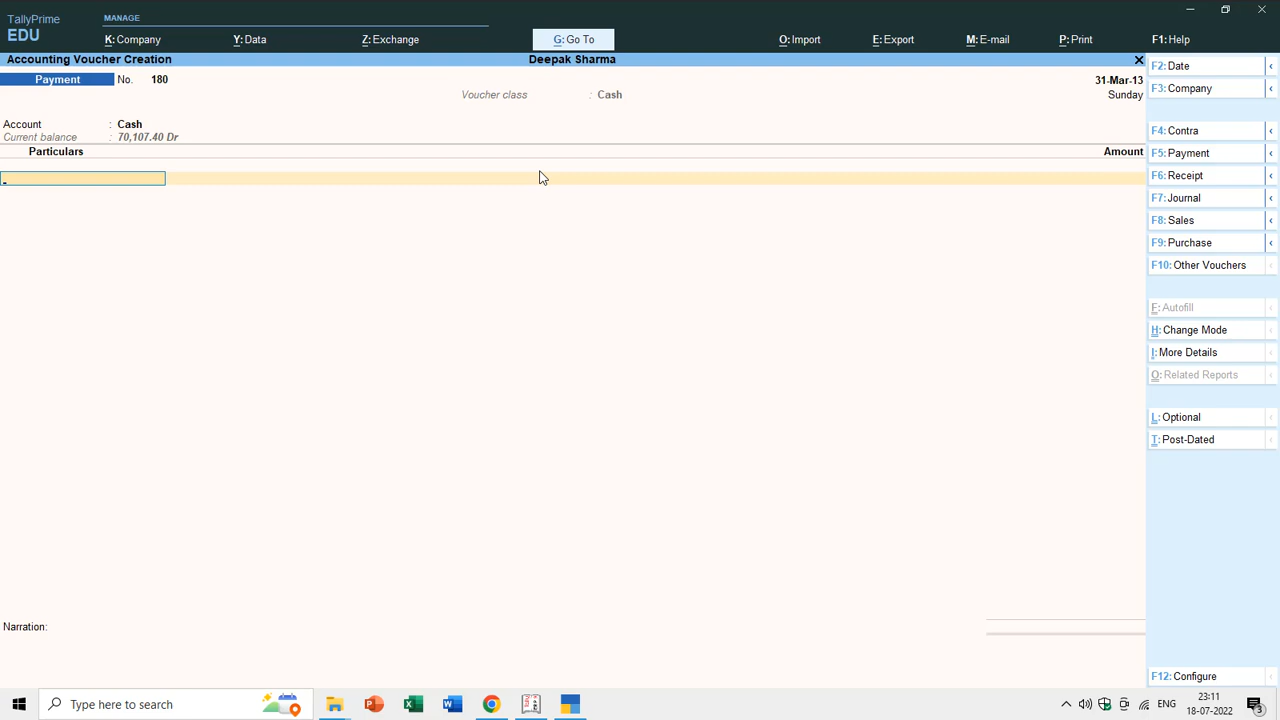 TallyPrime
MANAGE
EDU
K: Company
Y: Data
Z: Exchange
G: Go To
O: Import
E: Export
M: E-mail
P: Print
F1: Help
Accounting Voucher Creation
Deepak Sharma
Payment No. 180
31-Mar-13
Voucher class : Cash
Sunday
Account : Cash
Current balance : 70,107.40 Dr
Particulars
Amount
Narration:
F2: Date
F3: Company
F4: Contra
F5: Payment
F6: Receipt
F7: Journal
F8: Sales
F9: Purchase
F10: Other Vouchers
F: Autofill
H: Change Mode
I: More Details
O: Related Reports
L: Optional
T: Post-Dated
F12: Configure
Type here to search
ENG
23:11
18-07-2022
3